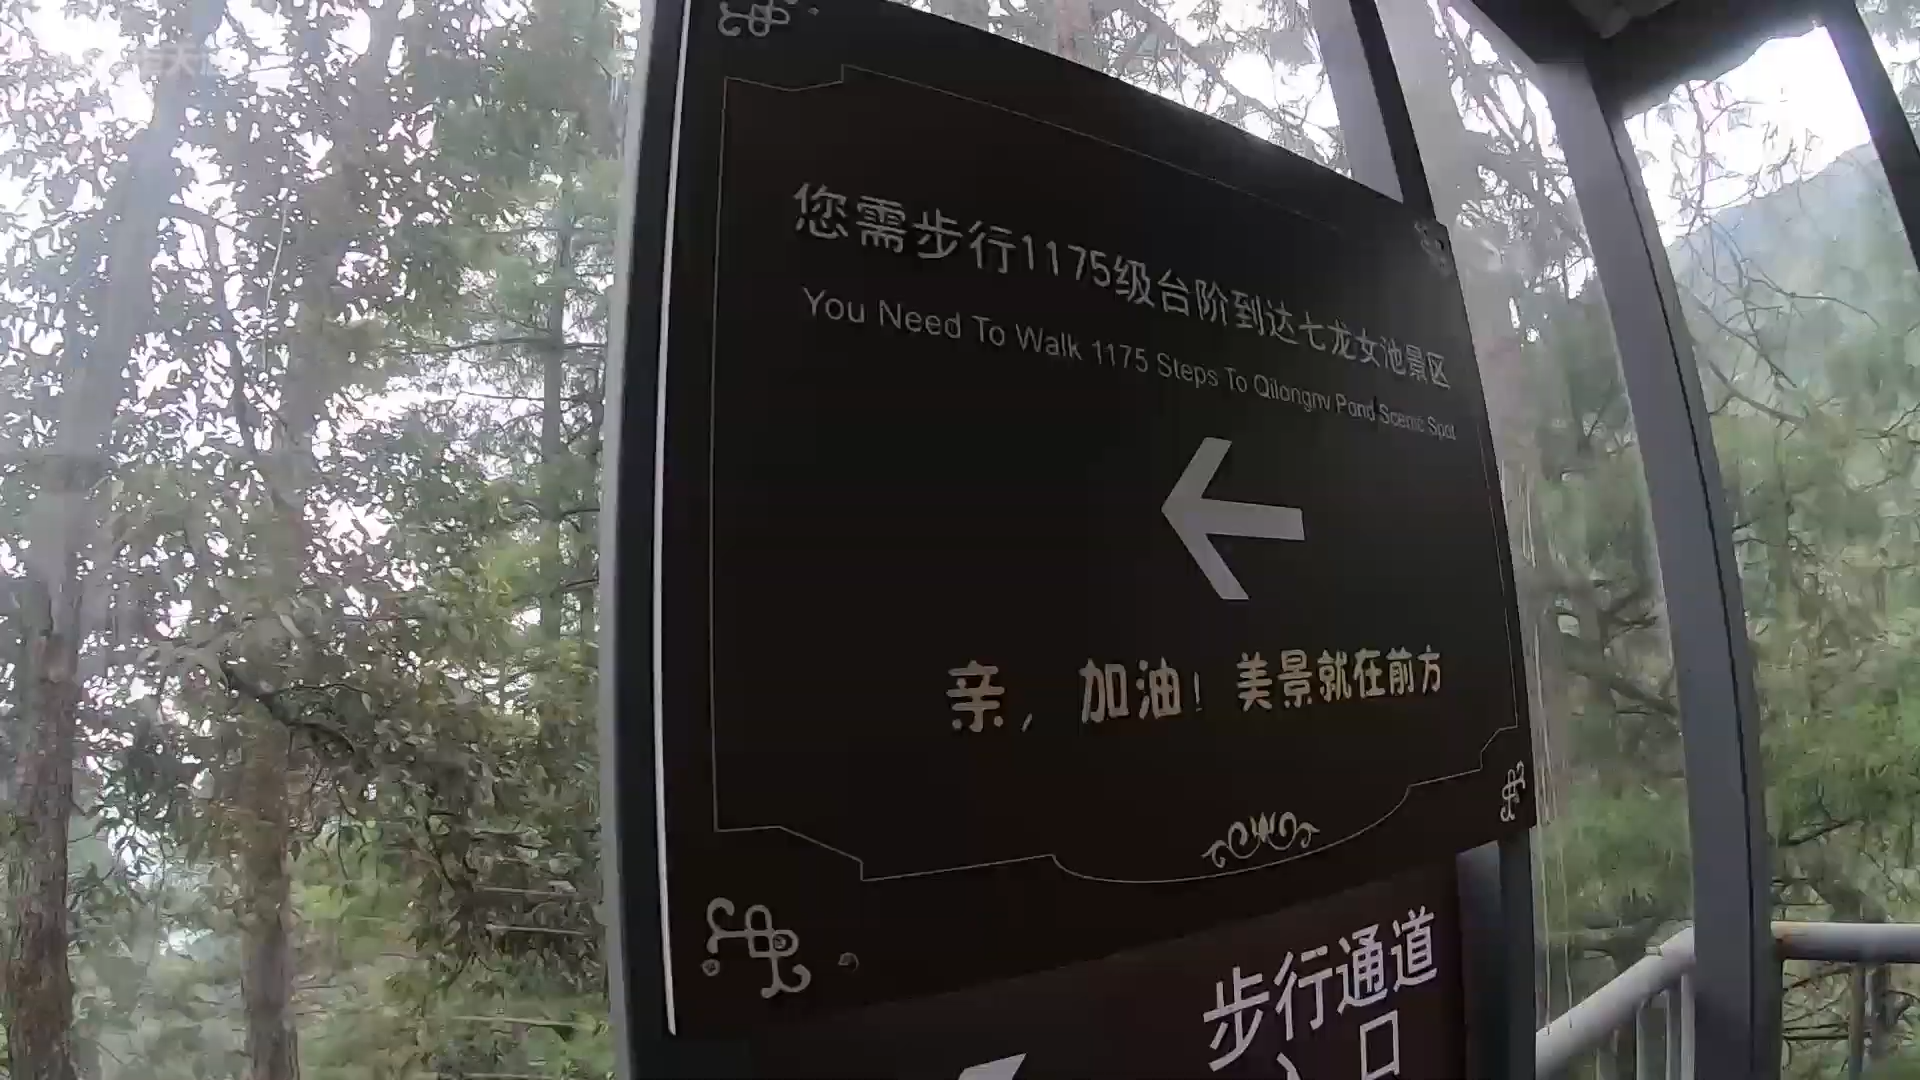 您需步行1175级台阶到达七龙女池景区
You Need To Walk 1175 Steps To Qilongnv Pond Scenic Spot
亲，加油！美景就在前方
步行通道
入口